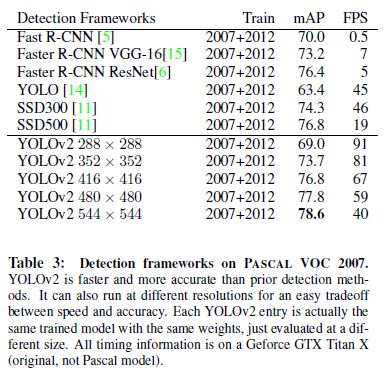 Detection Frameworks Train mAP FPS
Fast R-CNN [5] 2007+2012 70.0 0.5
Faster R-CNN VGG-16[15] 2007+2012 73.2 7
Faster R-CNN ResNet[6] 2007+2012 76.4 5
YOLO [14] 2007+2012 63.4 45
SSD300 [11] 2007+2012 74.3 46
SSD500 [11] 2007+2012 76.8 19
YOLOv2 288 × 288 2007+2012 69.0 91
YOLOv2 352 × 352 2007+2012 73.7 81
YOLOv2 416 × 416 2007+2012 76.8 67
YOLOv2 480 × 480 2007+2012 77.8 59
YOLOv2 544 × 544 2007+2012 78.6 40
Table 3: Detection frameworks on PASCAL VOC 2007.
YOLOv2 is faster and more accurate than prior detection meth-
ods. It can also run at different resolutions for an easy tradeoff
between speed and accuracy. Each YOLOv2 entry is actually the
same trained model with the same weights, just evaluated at a dif-
ferent size. All timing information is on a Geforce GTX Titan X
(original, not Pascal model).